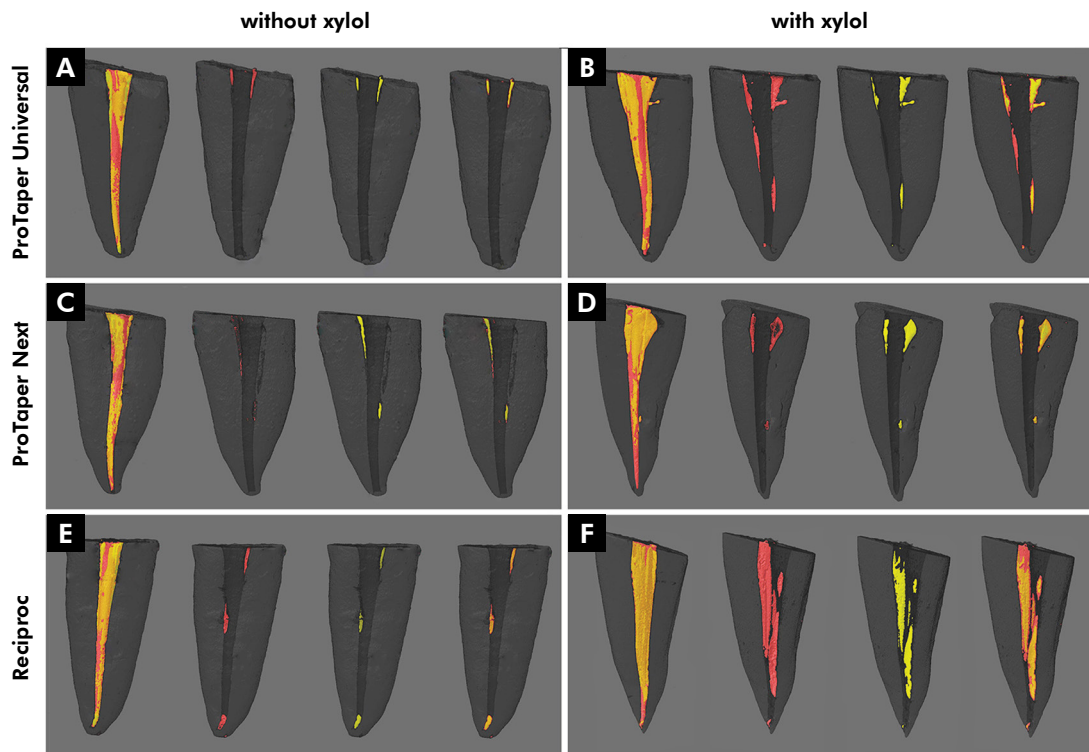 without xylol
with xylol
ProTaper Universal
A
B
ProTaper Next
C
D
Reciproc
E
F